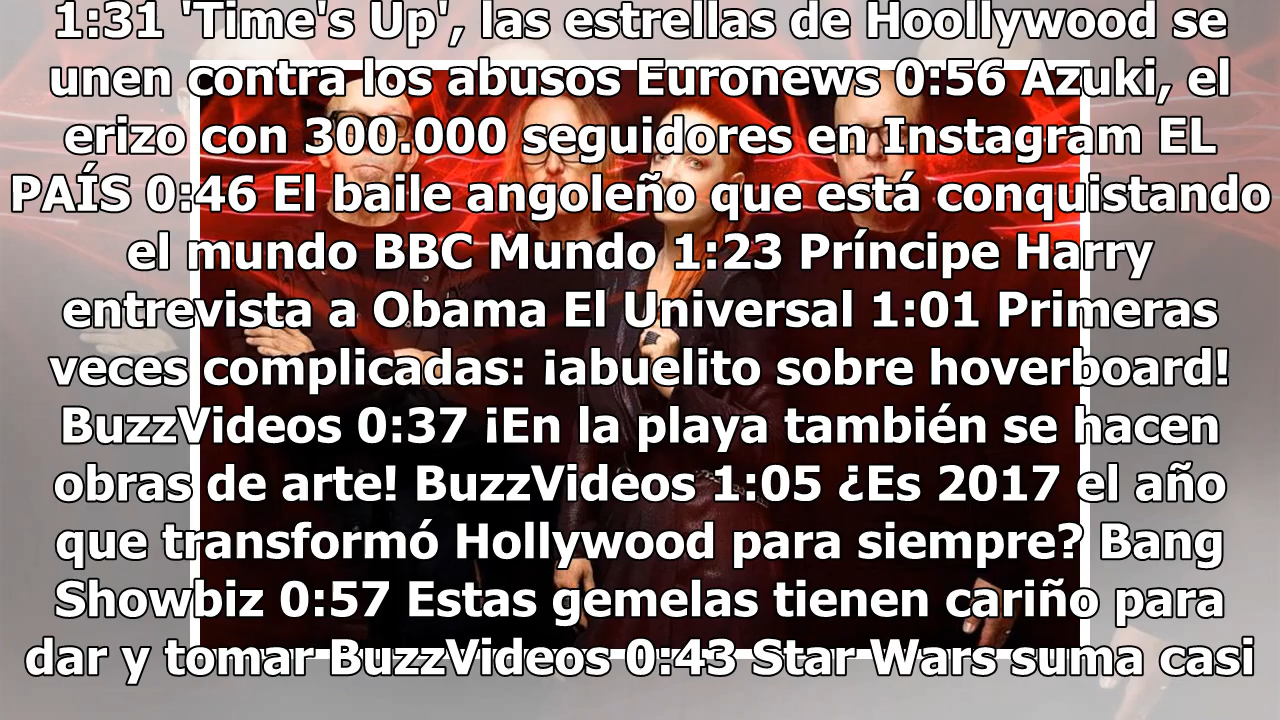 1:31 'Time's Up', las estrellas de Hoollywood se
unen contra los abusos Euronews 0:56 Azuki, el
erizo con 300.000 seguidores en Instagram EL
PAÍS 0:46 El baile angoleño que está conquistando
el mundo BBC Mundo 1:23 Príncipe Harry
entrevista a Obama El Universal 1:01 Primeras
veces complicadas: ¡abuelito sobre hoverboard!
BuzzVideos 0:37 ¡En la playa también se hacen
obras de arte! BuzzVideos 1:05 ¿Es 2017 el año
que transformó Hollywood para siempre? Bang
Showbiz 0:57 Estas gemelas tienen cariño para
dar y tomar BuzzVideos 0:43 Star Wars suma casi